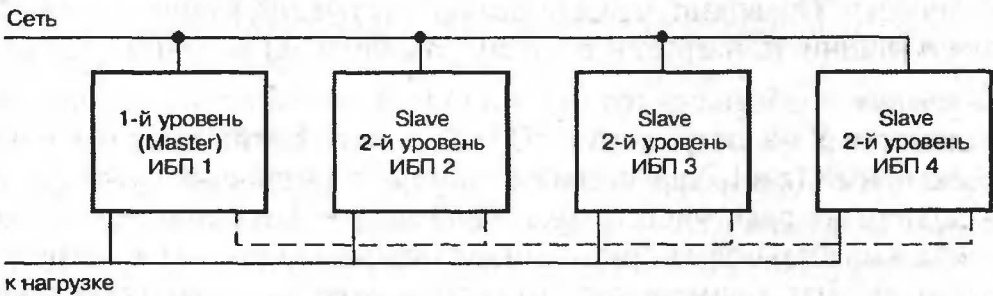 Сеть
1-й уровень
(Master)
ИБП 1
Slave
2-й уровень
ИБП 2
Slave
2-й уровень
ИБП 3
Slave
2-й уровень
ИБП 4
к нагрузке